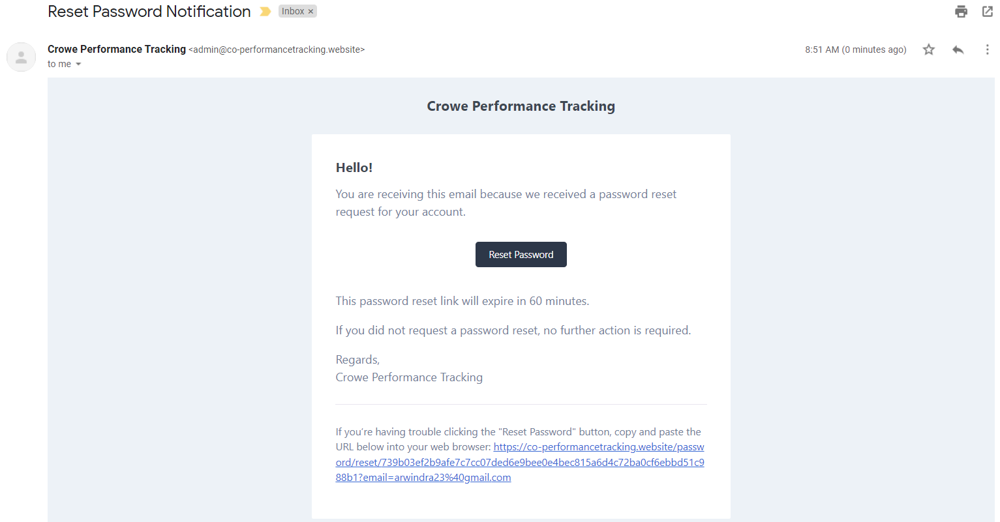 Reset Password Notification
Inbox ×
Crowe Performance Tracking <admin@co-performancetracking.website>
8:51 AM (0 minutes ago)
to me
Crowe Performance Tracking
Hello!
You are receiving this email because we received a password reset
request for your account.
Reset Password
This password reset link will expire in 60 minutes.
If you did not request a password reset, no further action is required.
Regards,
Crowe Performance Tracking
If you’re having trouble clicking the "Reset Password" button, copy and paste the
URL below into your web browser: https://co-performancetracking.website/passw
ord/reset/739b03ef2b9afe7c7cc07ded6e9bee0e4bec815a6d4c72ba0cf6ebbd51c9
88b1?email=arwindra23%40gmail.com